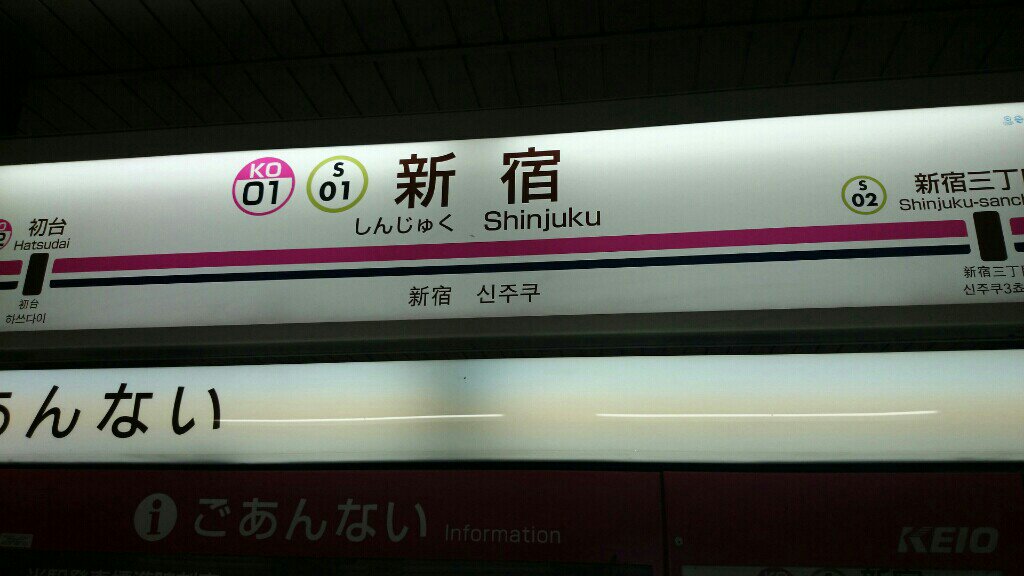 KO 01 S 01 新宿
しんじゅく Shinjuku
初台
Hatsudai
初台
하쓰다이
新宿 신주쿠
S 02 新宿三丁
Shinjuku-sanch
新宿三丁
신주쿠3쵸
あんない
i ごあんない Information
KEIO